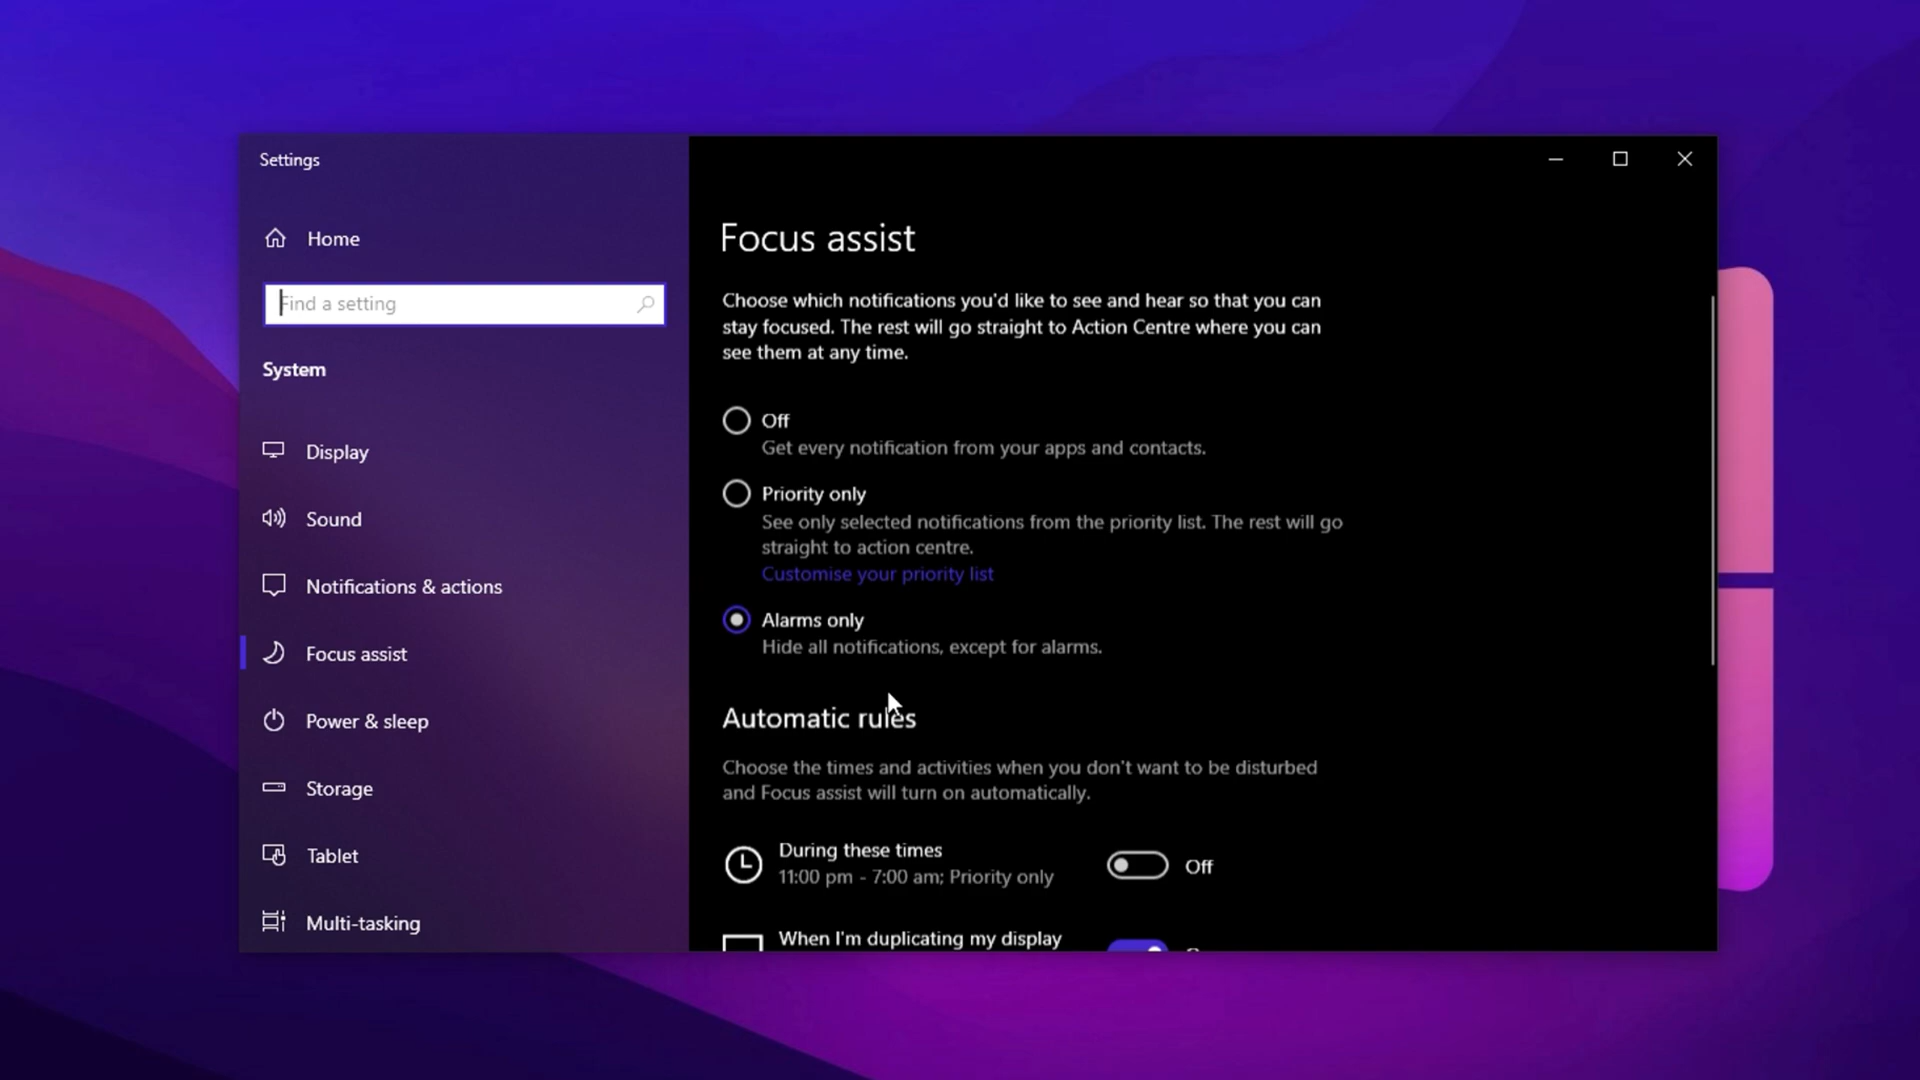 Settings
Home
Find a setting
System
Display
Sound
Notifications & actions
Focus assist
Power & sleep
Storage
Tablet
Multi-tasking
Focus assist
Choose which notifications you'd like to see and hear so that you can
stay focused. The rest will go straight to Action Centre where you can
see them at any time.
Off
Get every notification from your apps and contacts.
Priority only
See only selected notifications from the priority list. The rest will go
straight to action centre.
Customise your priority list
Alarms only
Hide all notifications, except for alarms.
Automatic rules
Choose the times and activities when you don't want to be disturbed
and Focus assist will turn on automatically.
During these times
11:00 pm - 7:00 am; Priority only
Off
When I'm duplicating my display